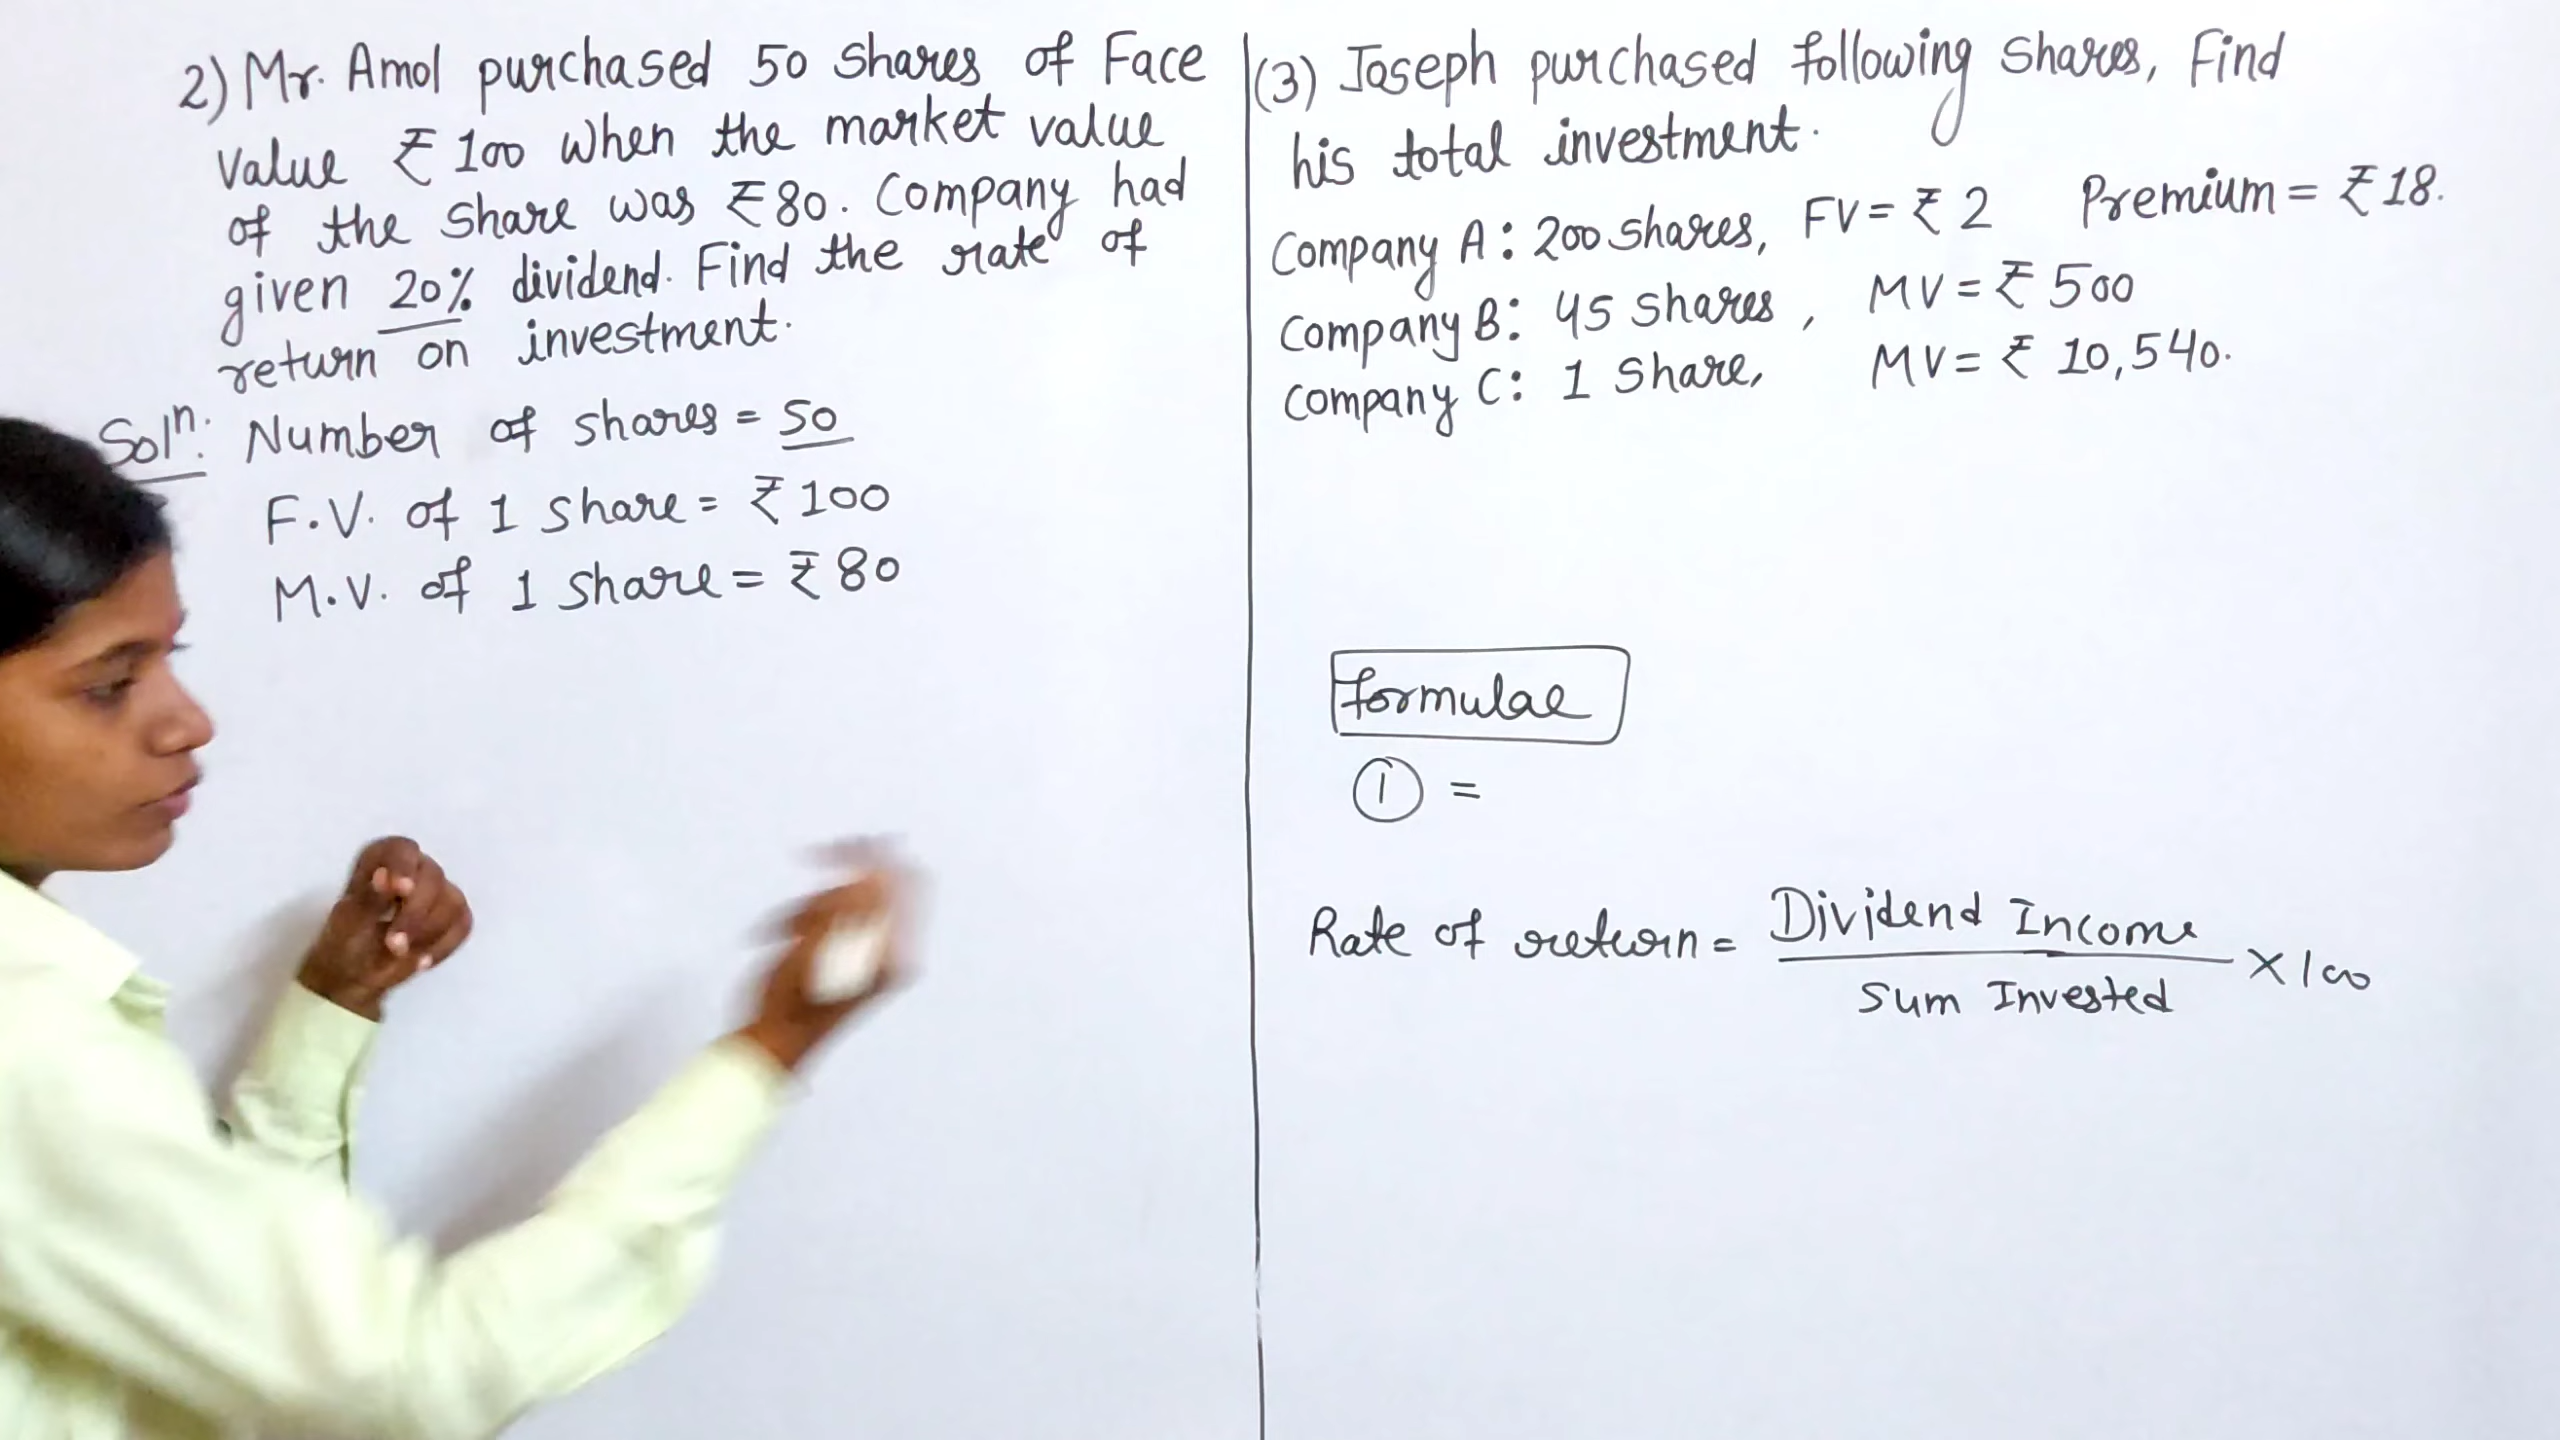 2) Mr. Amol purchased 50 shares of Face
Value ₹ 100 when the market value
of the share was ₹80. Company had
given 20% dividend. Find the rate of
return on investment.
Solⁿ: Number of shares = 50
F.V. of 1 share = ₹ 100
M.V. of 1 share = ₹ 80
(3) Joseph purchased following shares, Find
his total investment.
Company A: 200 shares, FV = ₹ 2 Premium = ₹18.
Company B: 45 shares, MV = ₹ 500
Company C: 1 Share, MV = ₹ 10,540.
formulae
① =
Rate of return = Dividend Income
Sum Invested × 100